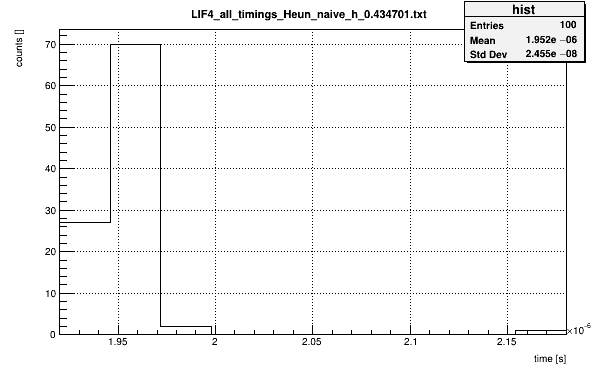 LIF4_all_timings_Heun_naive_h_0.434701.txt
hist
Entries 100
Mean 1.952e −06
Std Dev 2.455e −08
counts []
70
60
50
40
30
20
10
0
1.95 2 2.05 2.1 2.15
×10⁻⁶
time [s]